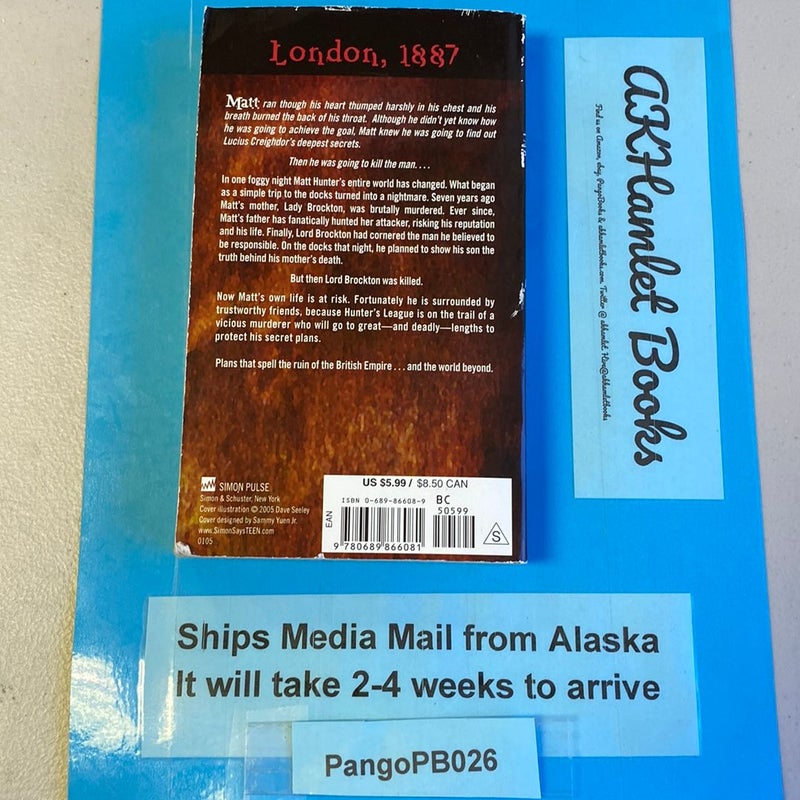 London, 1887
Matt ran though his heart thumped harshly in his chest and his
breath burned the back of his throat. Although he didn't yet know how
he was going to achieve the goal, Matt knew he was going to find out
Lucius Creighdor's deepest secrets.
Then he was going to kill the man. . . .
In one foggy night Matt Hunter's entire world has changed. What began
as a simple trip to the docks turned into a nightmare. Seven years ago
Matt's mother, Lady Brockton, was brutally murdered. Ever since,
Matt's father has fanatically hunted her attacker, risking his reputation
and his life. Finally, Lord Brockton had cornered the man he believed to
be responsible. On the docks that night, he planned to show his son the
truth behind his mother's death.
But then Lord Brockton was killed.
Now Matt's own life is at risk. Fortunately he is surrounded by
trustworthy friends, because Hunter's League is on the trail of a
vicious murderer who will go to great—and deadly—lengths to
protect his secret plans.
Plans that spell the ruin of the British Empire . . . and the world beyond.
SIMON PULSE
Simon & Schuster, New York
Cover illustration © 2005 Dave Seeley
Cover designed by Sammy Yuen Jr.
www.SimonSaysTEEN.com
0105
US $5.99 / $8.50 CAN
ISBN 0-689-86608-9 BC
50599
EAN
9 780689 866081
S
AKHamlet Books
Find us on Amazon, ebay, PangoBooks & akhamletbooks.com. Twitter @ akhamlet. Hive@akhamletbooks
Ships Media Mail from Alaska
It will take 2-4 weeks to arrive
PangoPB026